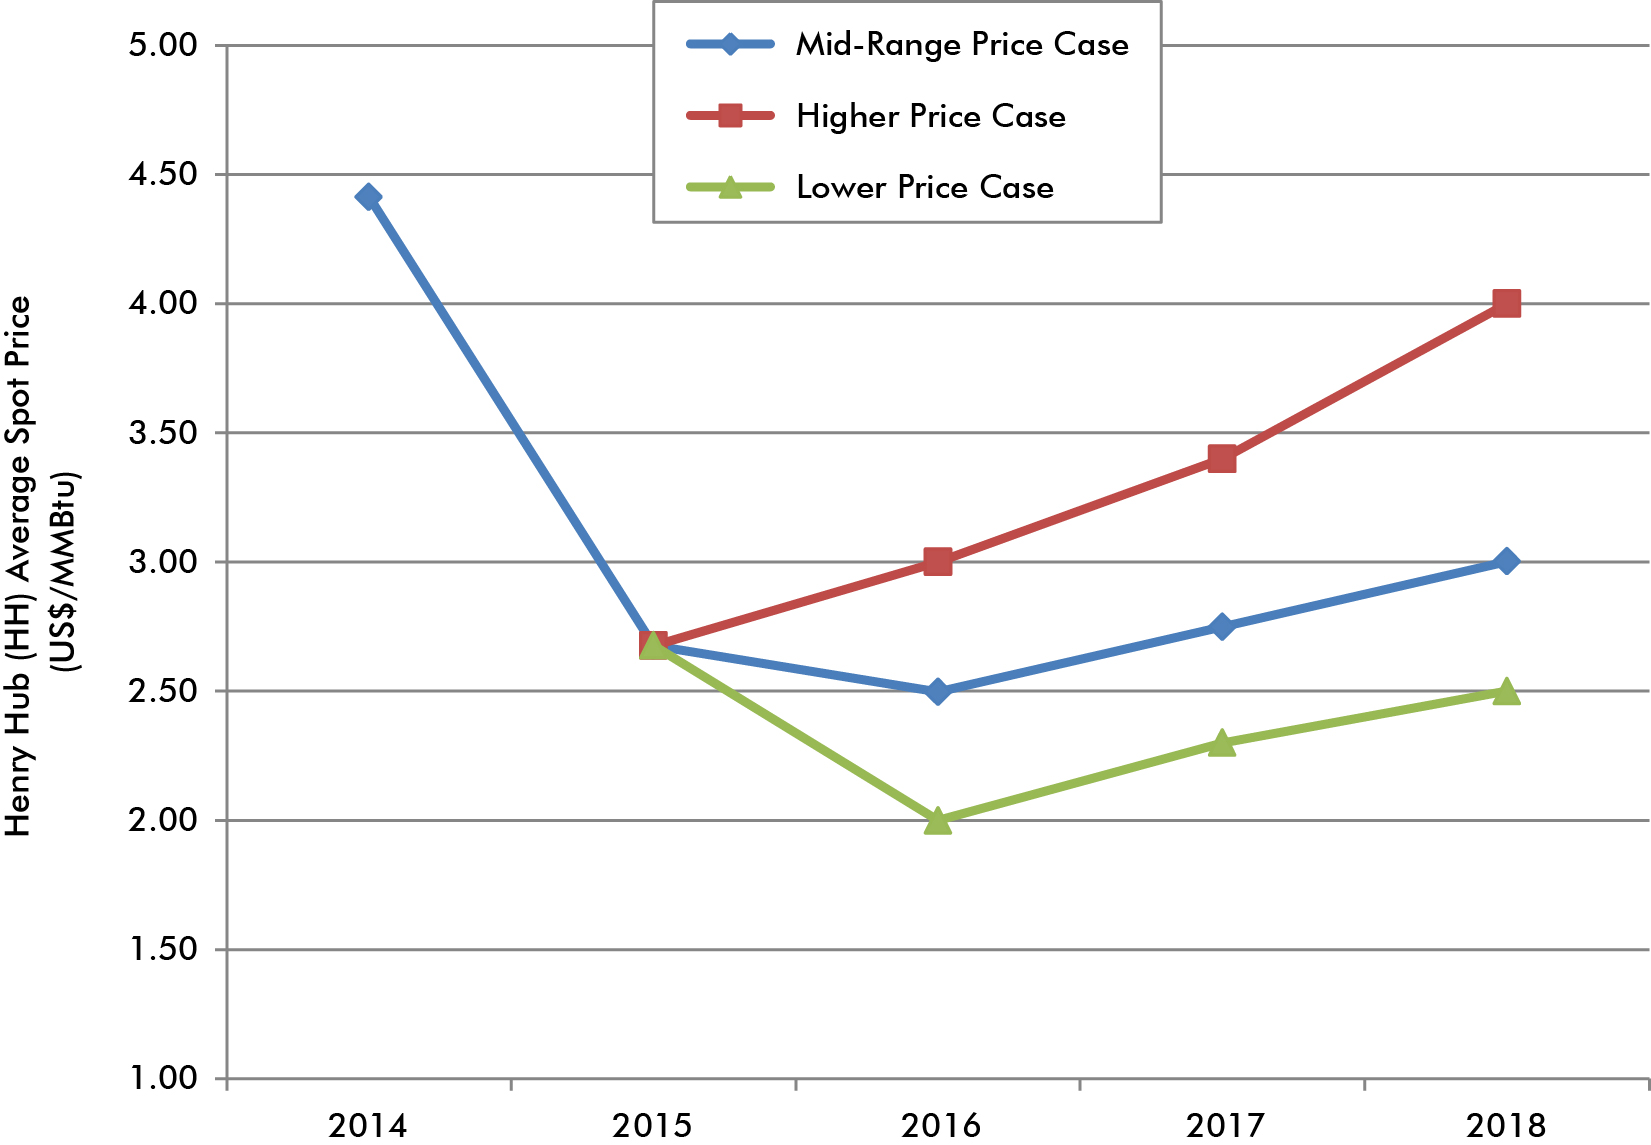 Mid-Range Price Case
Higher Price Case
Lower Price Case
Henry Hub (HH) Average Spot Price
(US$/MMBtu)
5.00
4.50
4.00
3.50
3.00
2.50
2.00
1.50
1.00
2014 2015 2016 2017 2018